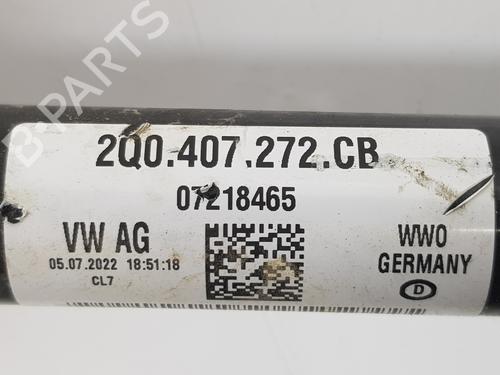 2Q0.407.272.CB
07218465
VW AG
05.07.2022 18:51:18
CL7
WWO
GERMANY
D
B-PARTS